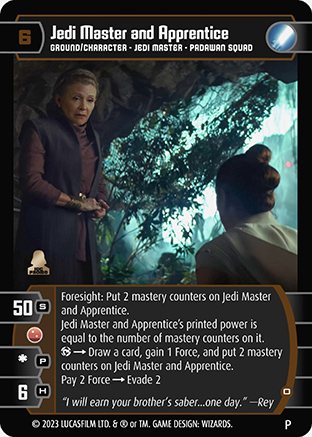 6
Jedi Master and Apprentice
GROUND/CHARACTER • JEDI MASTER • PADAWAN SQUAD
50 S
* P
6 H
Foresight: Put 2 mastery counters on Jedi Master
and Apprentice.
Jedi Master and Apprentice's printed power is
equal to the number of mastery counters on it.
→ Draw a card, gain 1 Force, and put 2 mastery
counters on Jedi Master and Apprentice.
Pay 2 Force → Evade 2
"I will earn your brother's saber...one day." —Rey
© 2023 LUCASFILM LTD. & ® or TM. GAME DESIGN: WIZARDS.
P